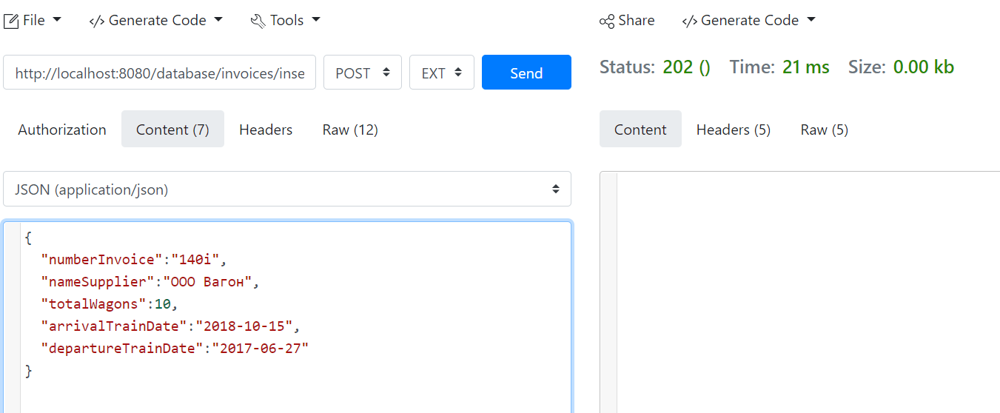 File
Generate Code
Tools
http://localhost:8080/database/invoices/inse
POST
EXT
Send
Authorization
Content (7)
Headers
Raw (12)
JSON (application/json)
{
"numberInvoice":"140i",
"nameSupplier":"ООО Вагон",
"totalWagons":10,
"arrivalTrainDate":"2018-10-15",
"departureTrainDate":"2017-06-27"
}
Share
Generate Code
Status: 202 () Time: 21 ms Size: 0.00 kb
Content
Headers (5)
Raw (5)